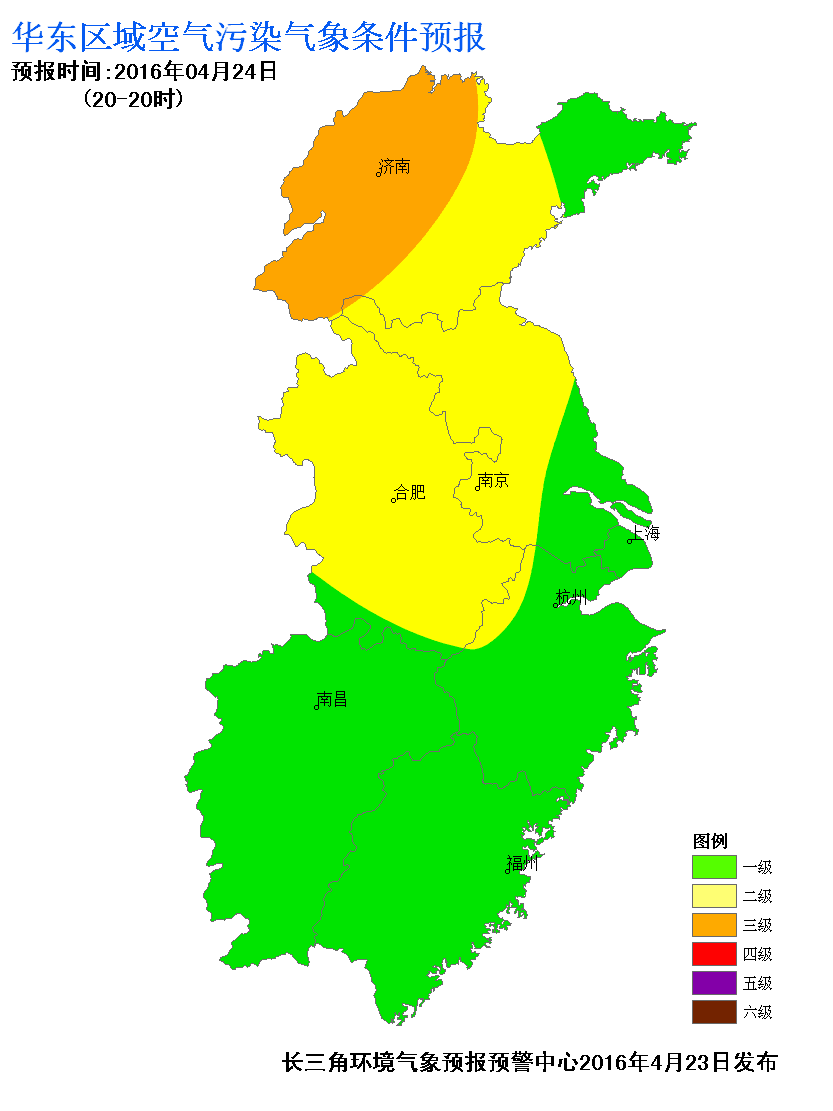 华东区域空气污染气象条件预报
预报时间:2016年04月24日
(20-20时)
济南
合肥
南京
上海
杭州
南昌
福州
图例
一级
二级
三级
四级
五级
六级
长三角环境气象预报预警中心2016年4月23日发布